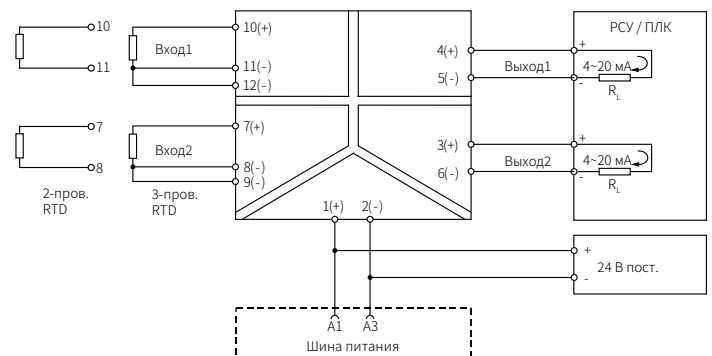 10
11
7
8
2-пров.
RTD
Вход1
Вход2
3-пров.
RTD
10(+)
11(-)
12(-)
7(+)
8(-)
9(-)
1(+) 2(-)
4(+)
5(-)
3(+)
6(-)
Выход1
Выход2
РСУ / ПЛК
+
4~20 мА
-
RL
+
4~20 мА
-
RL
+
24 В пост.
-
A1 A3
Шина питания